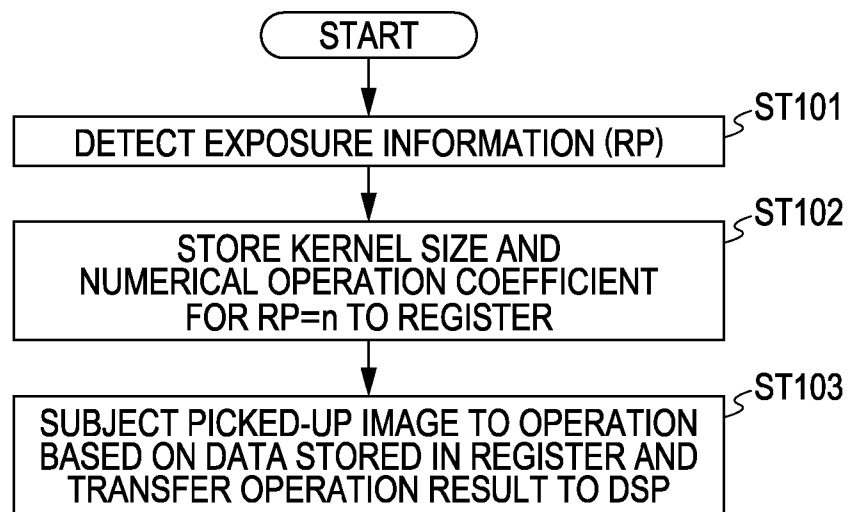 START
ST101
DETECT EXPOSURE INFORMATION (RP)
ST102
STORE KERNEL SIZE AND
NUMERICAL OPERATION COEFFICIENT
FOR RP=n TO REGISTER
ST103
SUBJECT PICKED-UP IMAGE TO OPERATION
BASED ON DATA STORED IN REGISTER AND
TRANSFER OPERATION RESULT TO DSP